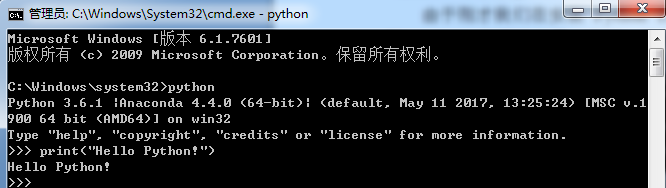 管理员: C:\Windows\System32\cmd.exe - python
Microsoft Windows [版本 6.1.7601]
版权所有 (c) 2009 Microsoft Corporation。保留所有权利。
C:\Windows\system32>python
Python 3.6.1 |Anaconda 4.4.0 (64-bit)| (default, May 11 2017, 13:25:24) [MSC v.1
900 64 bit (AMD64)] on win32
Type "help", "copyright", "credits" or "license" for more information.
>>> print("Hello Python!")
Hello Python!
>>>